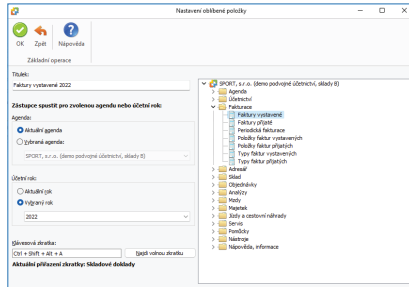 Nastavení oblíbené položky
OK
Zpět
Nápověda
Základní operace
Titulek:
Faktury vystavené 2022
Zástupce spustit pro zvolenou agendu nebo účetní rok:
Agenda:
Aktuální agenda
Vybraná agenda:
SPORT, s.r.o. (demo podvojné účetnictví, sklady B)
Účetní rok:
Aktuální rok
Vybraný rok
2022
Klávesová zkratka:
Ctrl + Shift + Alt + A
Najdi volnou zkratku
Aktuální přiřazení zkratky: Skladové doklady
SPORT, s.r.o. (demo podvojné účetnictví, sklady B)
Agenda
Účetnictví
Fakturace
Faktury vystavené
Faktury přijaté
Periodická fakturace
Položky faktur vystavených
Položky faktur přijatých
Typy faktur vystavených
Typy faktur přijatých
Adresář
Sklad
Objednávky
Analýzy
Mzdy
Majetek
Jízdy a cestovní náhrady
Servis
Pomůcky
Nástroje
Nápověda, informace